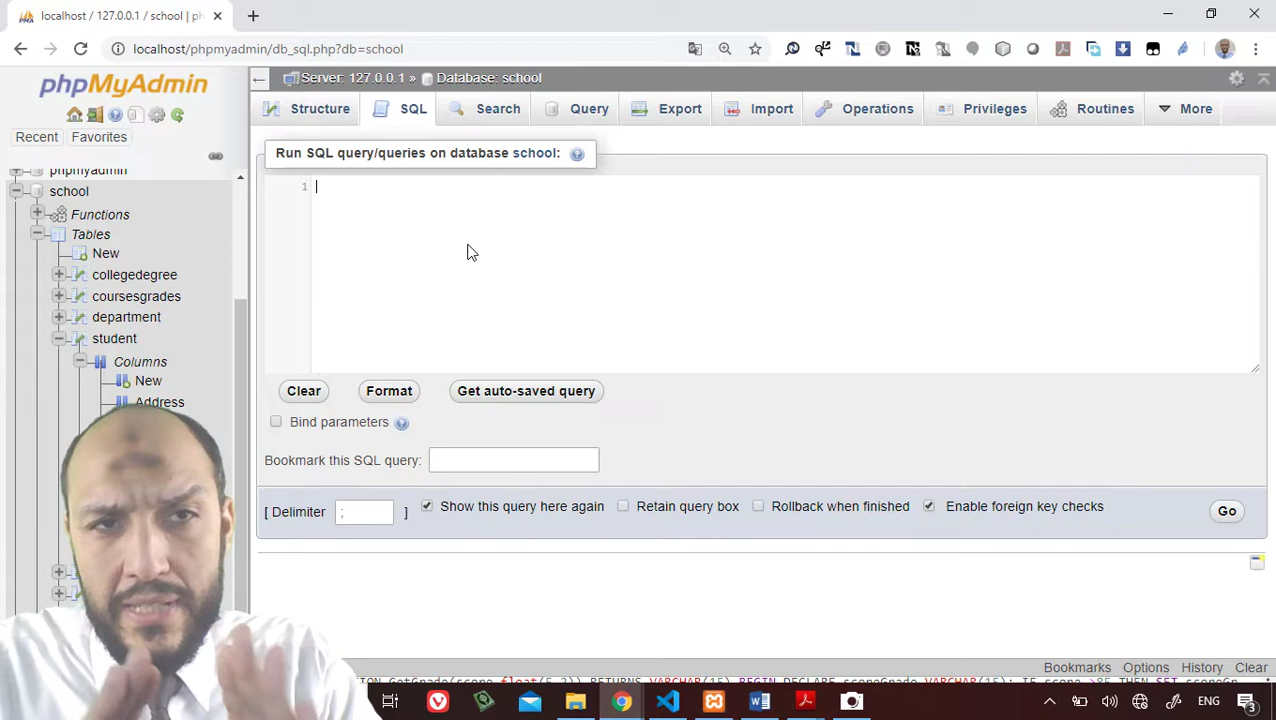 localhost / 127.0.0.1 / school | ph
localhost/phpmyadmin/db_sql.php?db=school
phpMyAdmin
Server: 127.0.0.1 » Database: school
Structure SQL Search Query Export Import Operations Privileges Routines More
Recent Favorites
Run SQL query/queries on database school:
phpmyadmin
school
Functions
Tables
New
collegedegree
coursesgrades
department
student
Columns
New
Address
1
Clear Format Get auto-saved query
Bind parameters
Bookmark this SQL query:
[ Delimiter ; ] Show this query here again Retain query box Rollback when finished Enable foreign key checks Go
Bookmarks Options History Clear
ENG
3